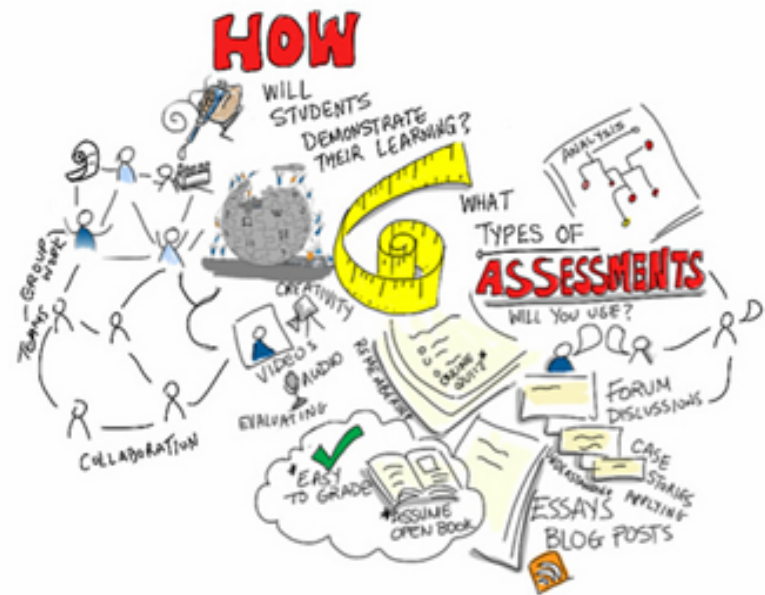 HOW
WILL
STUDENTS
DEMONSTRATE
THEIR LEARNING?
ANALYSIS
WHAT
TYPES OF
ASSESSMENTS
WILL YOU USE?
TEAMS - GROUP WORK
COLLABORATION
CREATIVITY
VIDEO'S
AUDIO
EVALUATING
REMEMBERING
ONLINE
QUIZ*
FORUM
DISCUSSIONS
CASE
STORIES
UNDERSTANDING
APPLYING
*EASY
TO GRADE
*ASSUME
OPEN BOOK
ESSAYS
BLOG POSTS